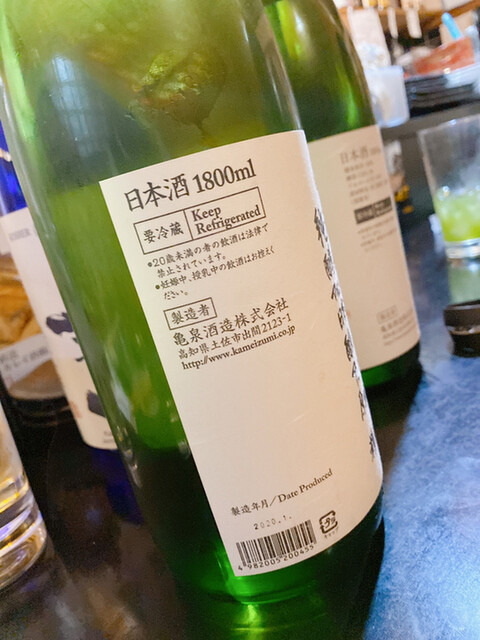 日本酒 1800ml
要冷蔵
Keep
Refrigerated
●20歳未満の者の飲酒は法律で
禁止されています。
●妊娠中、授乳中の飲酒はお控え
ください。
製造者
亀泉酒造株式会社
高知県土佐市出間2123-1
http://www.kameizumi.co.jp
製造年月／Date Produced
2020.1.
4982005200455
日本酒